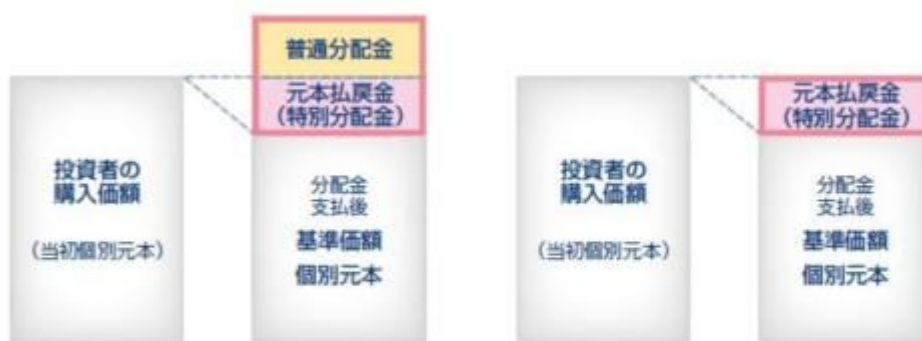 普通分配金
元本払戻金
（特別分配金）
投資者の
購入価額
（当初個別元本）
分配金
支払後
基準価額
個別元本
元本払戻金
（特別分配金）
投資者の
購入価額
（当初個別元本）
分配金
支払後
基準価額
個別元本